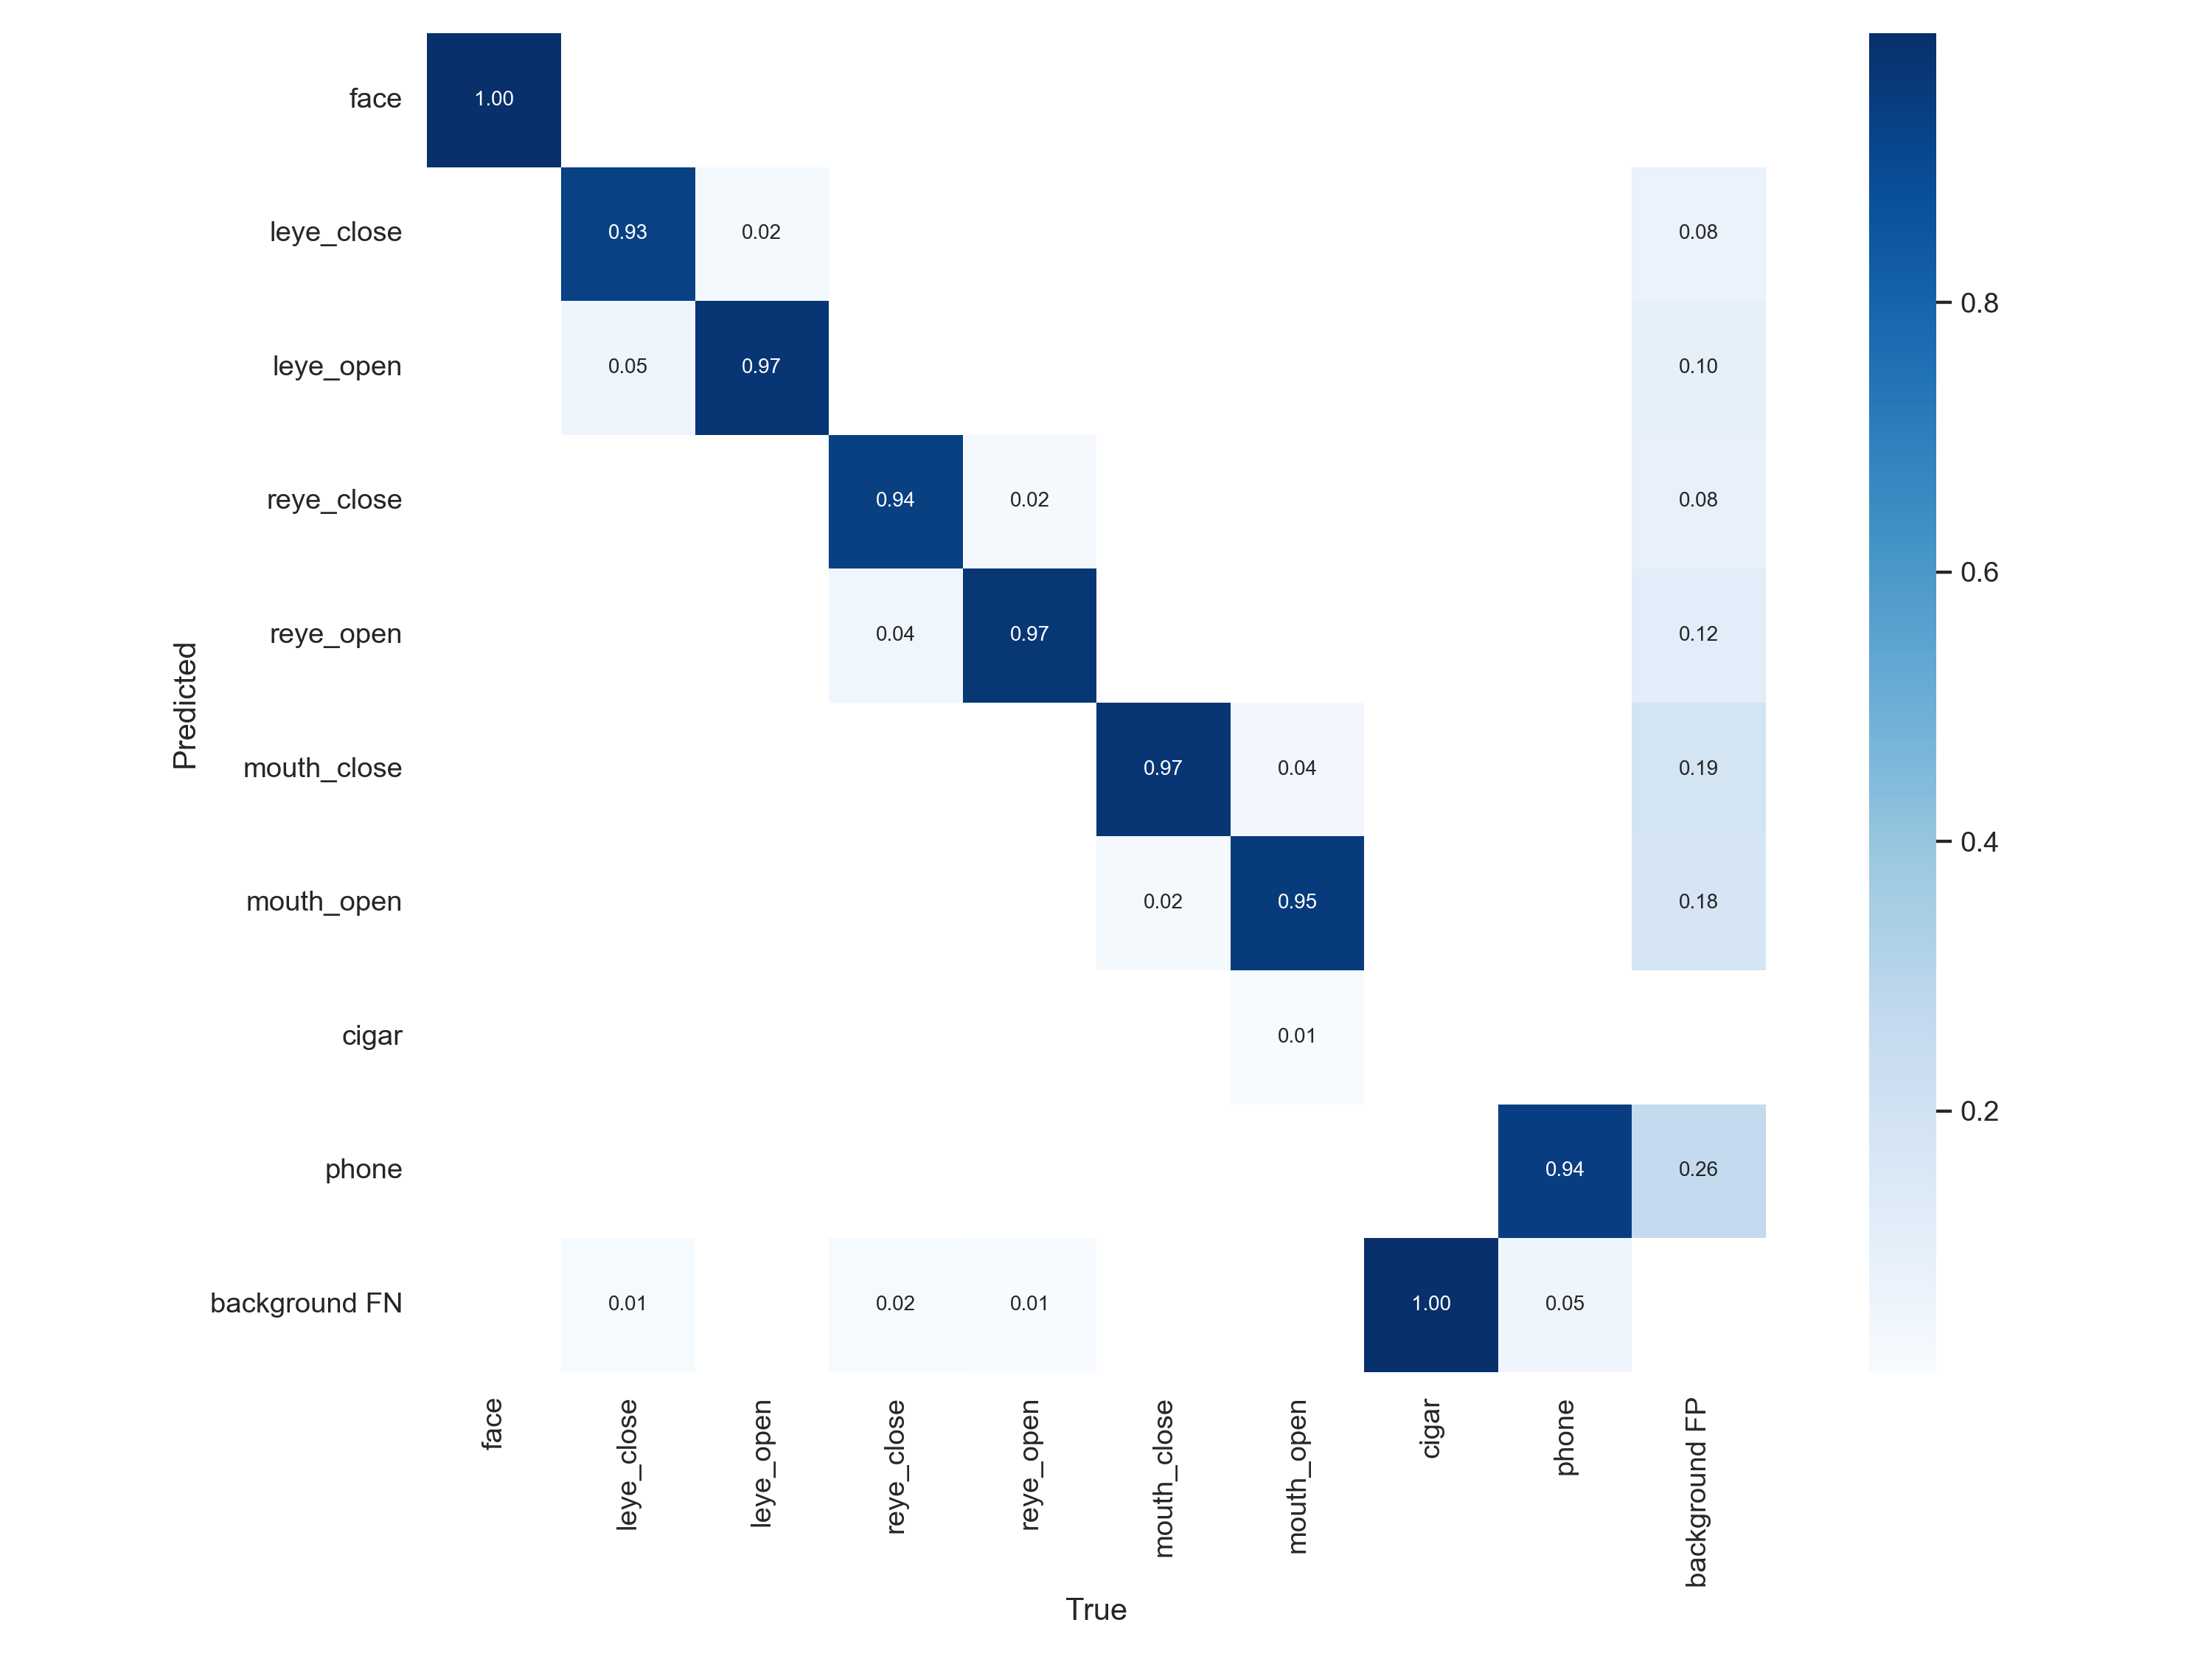 face 1.00
leye_close 0.93 0.02 0.08 0.8
leye_open 0.05 0.97 0.10
reye_close 0.94 0.02 0.08 0.6
reye_open 0.04 0.97 0.12
Predicted
mouth_close 0.97 0.04 0.19 0.4
mouth_open 0.02 0.95 0.18
cigar 0.01 0.2
phone 0.94 0.26
background FN 0.01 0.02 0.01 1.00 0.05
face leye_close leye_open reye_close reye_open mouth_close mouth_open cigar phone background FP
True